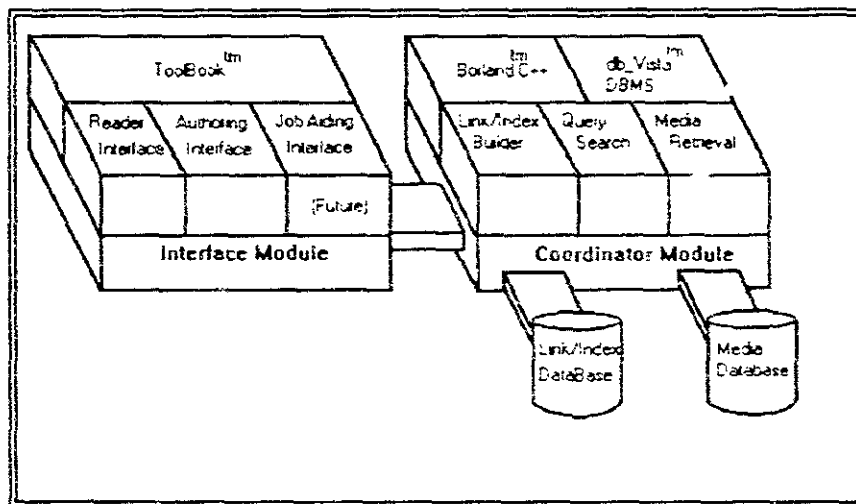 ToolBook tm
Reader Interface
Authoring Interface
Job Aiding Interface
(Future)
Interface Module
Borland C++ tm
db_Vista tm
DBMS
Link/Index Builder
Query Search
Media Retrieval
Coordinator Module
Link/Index DataBase
Media Database